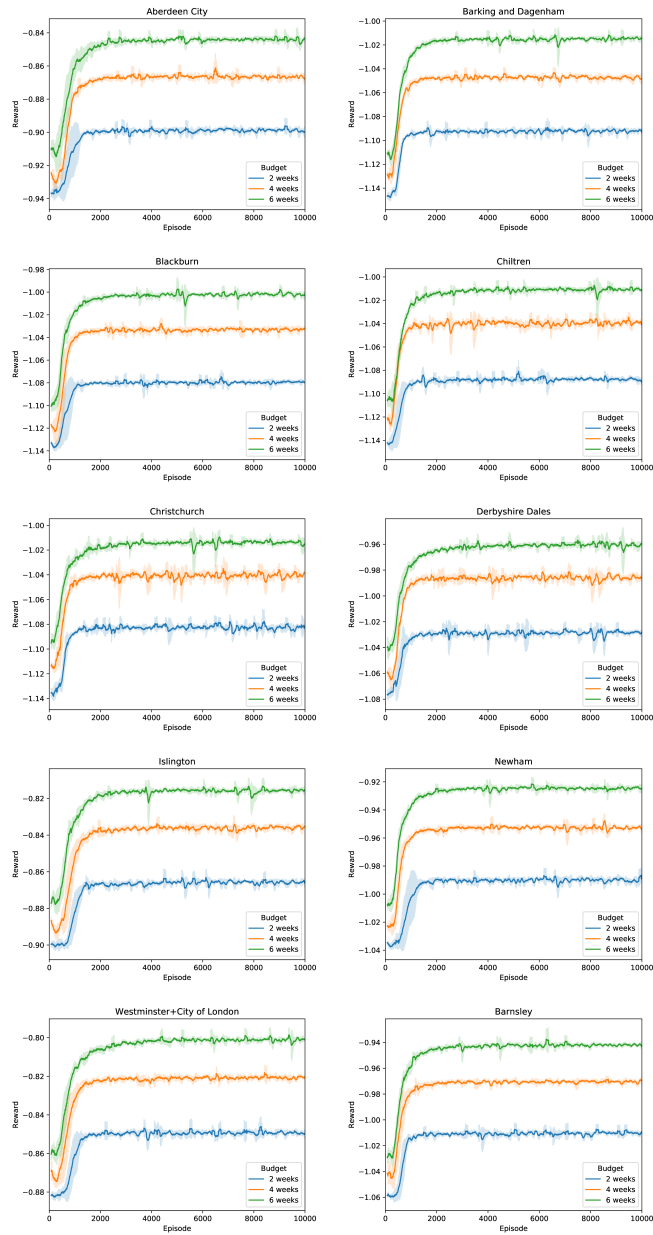 Aberdeen City
−0.84
−0.86
−0.88
−0.90
−0.92
−0.94
Reward
0 2000 4000 6000 8000 10000
Episode
Budget
2 weeks
4 weeks
6 weeks
Barking and Dagenham
−1.00
−1.02
−1.04
−1.06
−1.08
−1.10
−1.12
−1.14
Reward
0 2000 4000 6000 8000 10000
Episode
Budget
2 weeks
4 weeks
6 weeks
Blackburn
−0.98
−1.00
−1.02
−1.04
−1.06
−1.08
−1.10
−1.12
−1.14
Reward
0 2000 4000 6000 8000 10000
Episode
Budget
2 weeks
4 weeks
6 weeks
Chiltren
−1.00
−1.02
−1.04
−1.06
−1.08
−1.10
−1.12
−1.14
Reward
0 2000 4000 6000 8000 10000
Episode
Budget
2 weeks
4 weeks
6 weeks
Christchurch
−1.00
−1.02
−1.04
−1.06
−1.08
−1.10
−1.12
−1.14
Reward
0 2000 4000 6000 8000 10000
Episode
Budget
2 weeks
4 weeks
6 weeks
Derbyshire Dales
−0.96
−0.98
−1.00
−1.02
−1.04
−1.06
−1.08
Reward
0 2000 4000 6000 8000 10000
Episode
Budget
2 weeks
4 weeks
6 weeks
Islington
−0.82
−0.84
−0.86
−0.88
−0.90
Reward
0 2000 4000 6000 8000 10000
Episode
Budget
2 weeks
4 weeks
6 weeks
Newham
−0.92
−0.94
−0.96
−0.98
−1.00
−1.02
−1.04
Reward
0 2000 4000 6000 8000 10000
Episode
Budget
2 weeks
4 weeks
6 weeks
Westminster+City of London
−0.80
−0.82
−0.84
−0.86
−0.88
Reward
0 2000 4000 6000 8000 10000
Episode
Budget
2 weeks
4 weeks
6 weeks
Barnsley
−0.94
−0.96
−0.98
−1.00
−1.02
−1.04
−1.06
Reward
0 2000 4000 6000 8000 10000
Episode
Budget
2 weeks
4 weeks
6 weeks